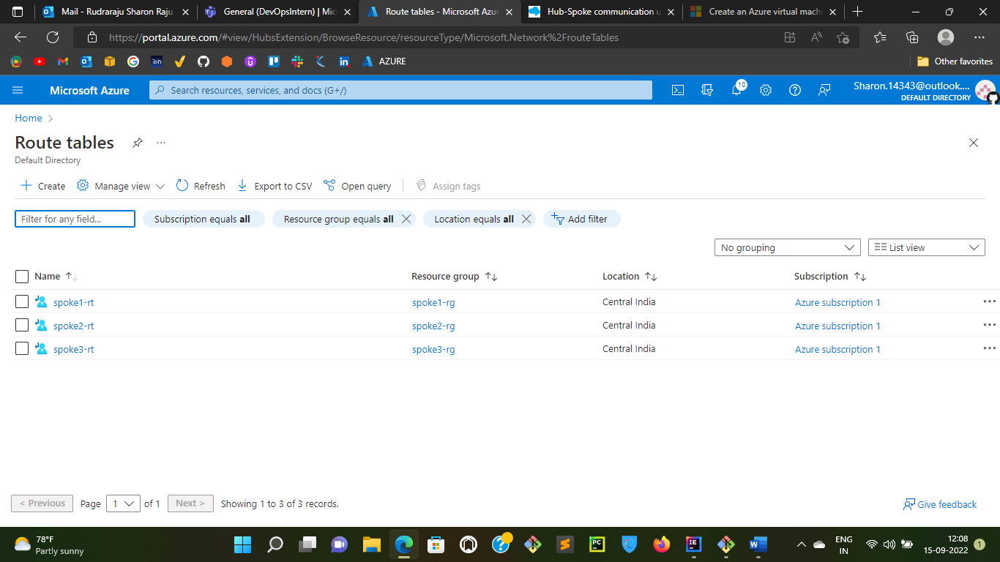 Mail - Rudraraju Sharon Raju
General (DevOpsIntern) | Mic
Route tables - Microsoft Azur
Hub-Spoke communication u
Create an Azure virtual machi
https://portal.azure.com/#view/HubsExtension/BrowseResource/resourceType/Microsoft.Network%2FrouteTables
AZURE
Other favorites
Microsoft Azure
Search resources, services, and docs (G+/)
10
Sharon.14343@outlook....
DEFAULT DIRECTORY
Home
Route tables
Default Directory
Create
Manage view
Refresh
Export to CSV
Open query
Assign tags
Filter for any field...
Subscription equals all
Resource group equals all
Location equals all
Add filter
No grouping
List view
Name Resource group Location Subscription
spoke1-rt spoke1-rg Central India Azure subscription 1
spoke2-rt spoke2-rg Central India Azure subscription 1
spoke3-rt spoke3-rg Central India Azure subscription 1
< Previous Page 1 of 1 Next > Showing 1 to 3 of 3 records.
Give feedback
78°F
Partly sunny
ENG
IN
12:08
15-09-2022
1